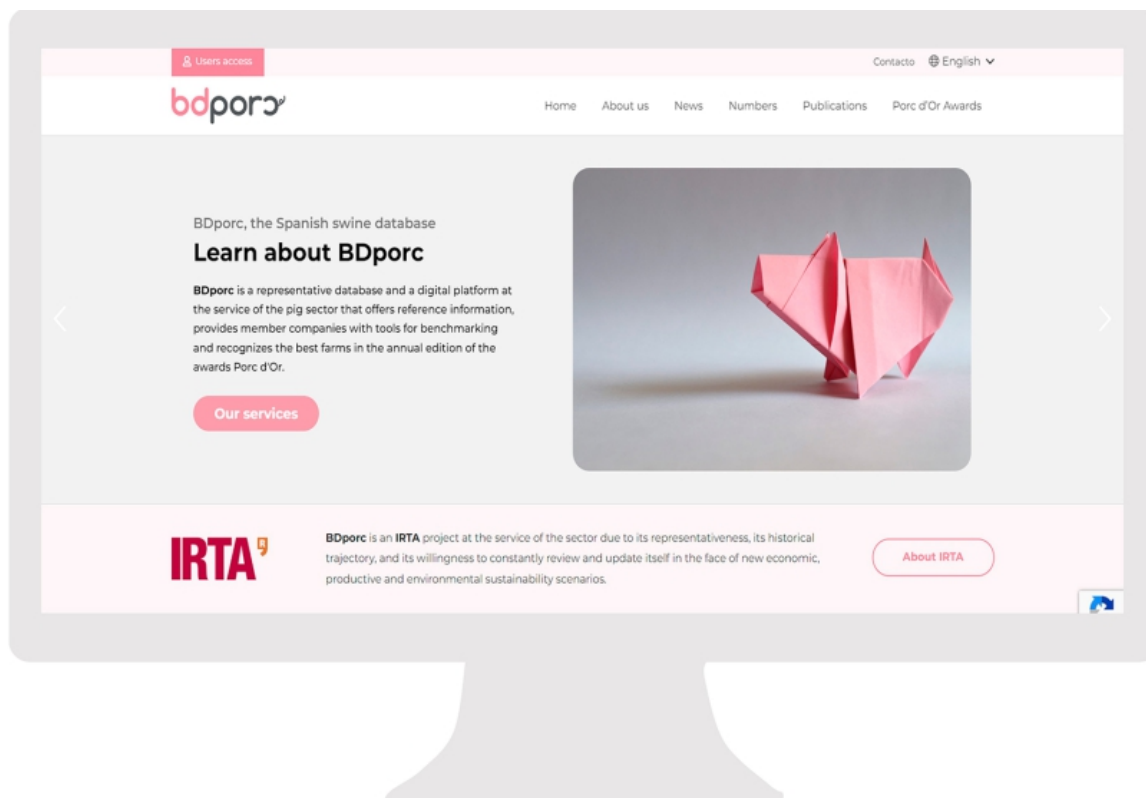 Users access
Contacto English
bdporc
Home About us News Numbers Publications Porc d'Or Awards
BDporc, the Spanish swine database
Learn about BDporc
BDporc is a representative database and a digital platform at
the service of the pig sector that offers reference information,
provides member companies with tools for benchmarking
and recognizes the best farms in the annual edition of the
awards Porc d'Or.
Our services
IRTA
BDporc is an IRTA project at the service of the sector due to its representativeness, its historical
trajectory, and its willingness to constantly review and update itself in the face of new economic,
productive and environmental sustainability scenarios.
About IRTA